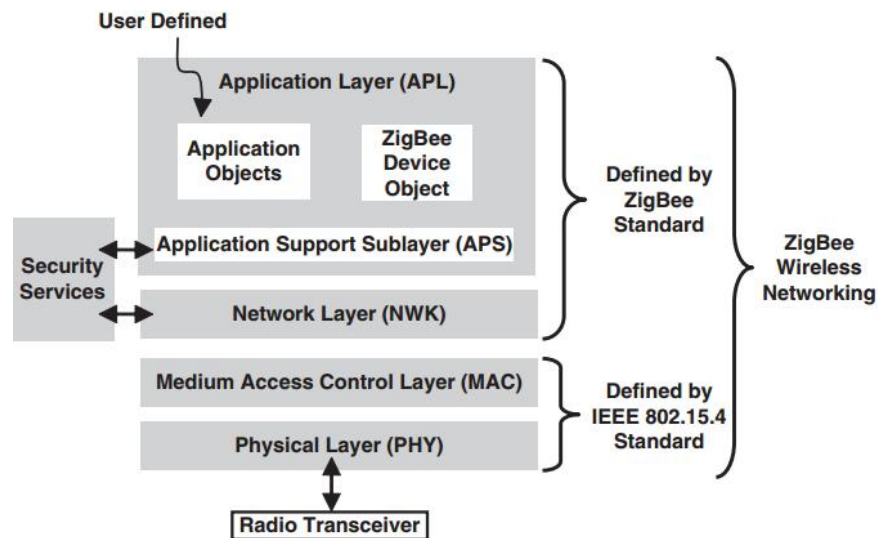 User Defined
Application Layer (APL)
Application
Objects
ZigBee
Device
Object
Application Support Sublayer (APS)
Security
Services
Network Layer (NWK)
Medium Access Control Layer (MAC)
Physical Layer (PHY)
Radio Transceiver
Defined by
ZigBee
Standard
Defined by
IEEE 802.15.4
Standard
ZigBee
Wireless
Networking